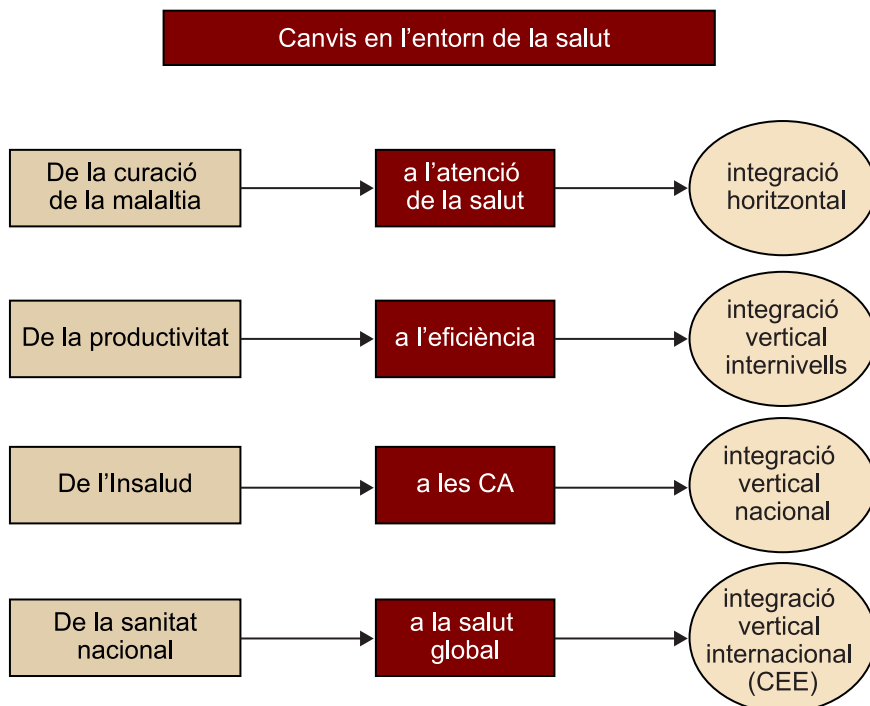 Canvis en l’entorn de la salut
De la curació
de la malaltia
a l’atenció
de la salut
integració
horitzontal
De la productivitat
a l’eficiència
integració
vertical
internivells
De l’Insalud
a les CA
integració
vertical
nacional
De la sanitat
nacional
a la salut
global
integració
vertical
internacional
(CEE)